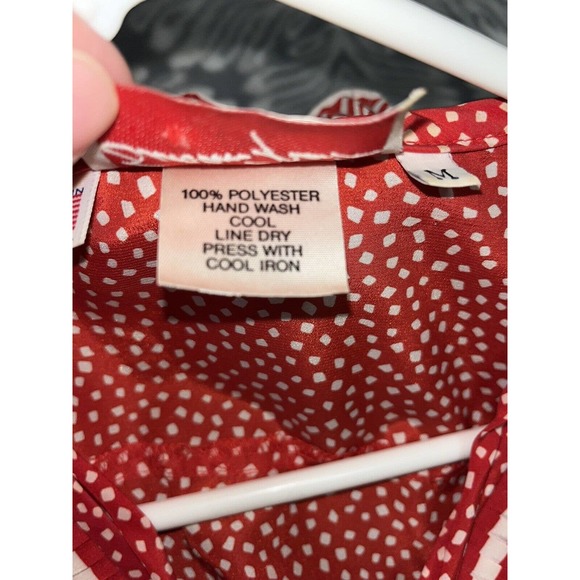 100% POLYESTER
HAND WASH
COOL
LINE DRY
PRESS WITH
COOL IRON
M